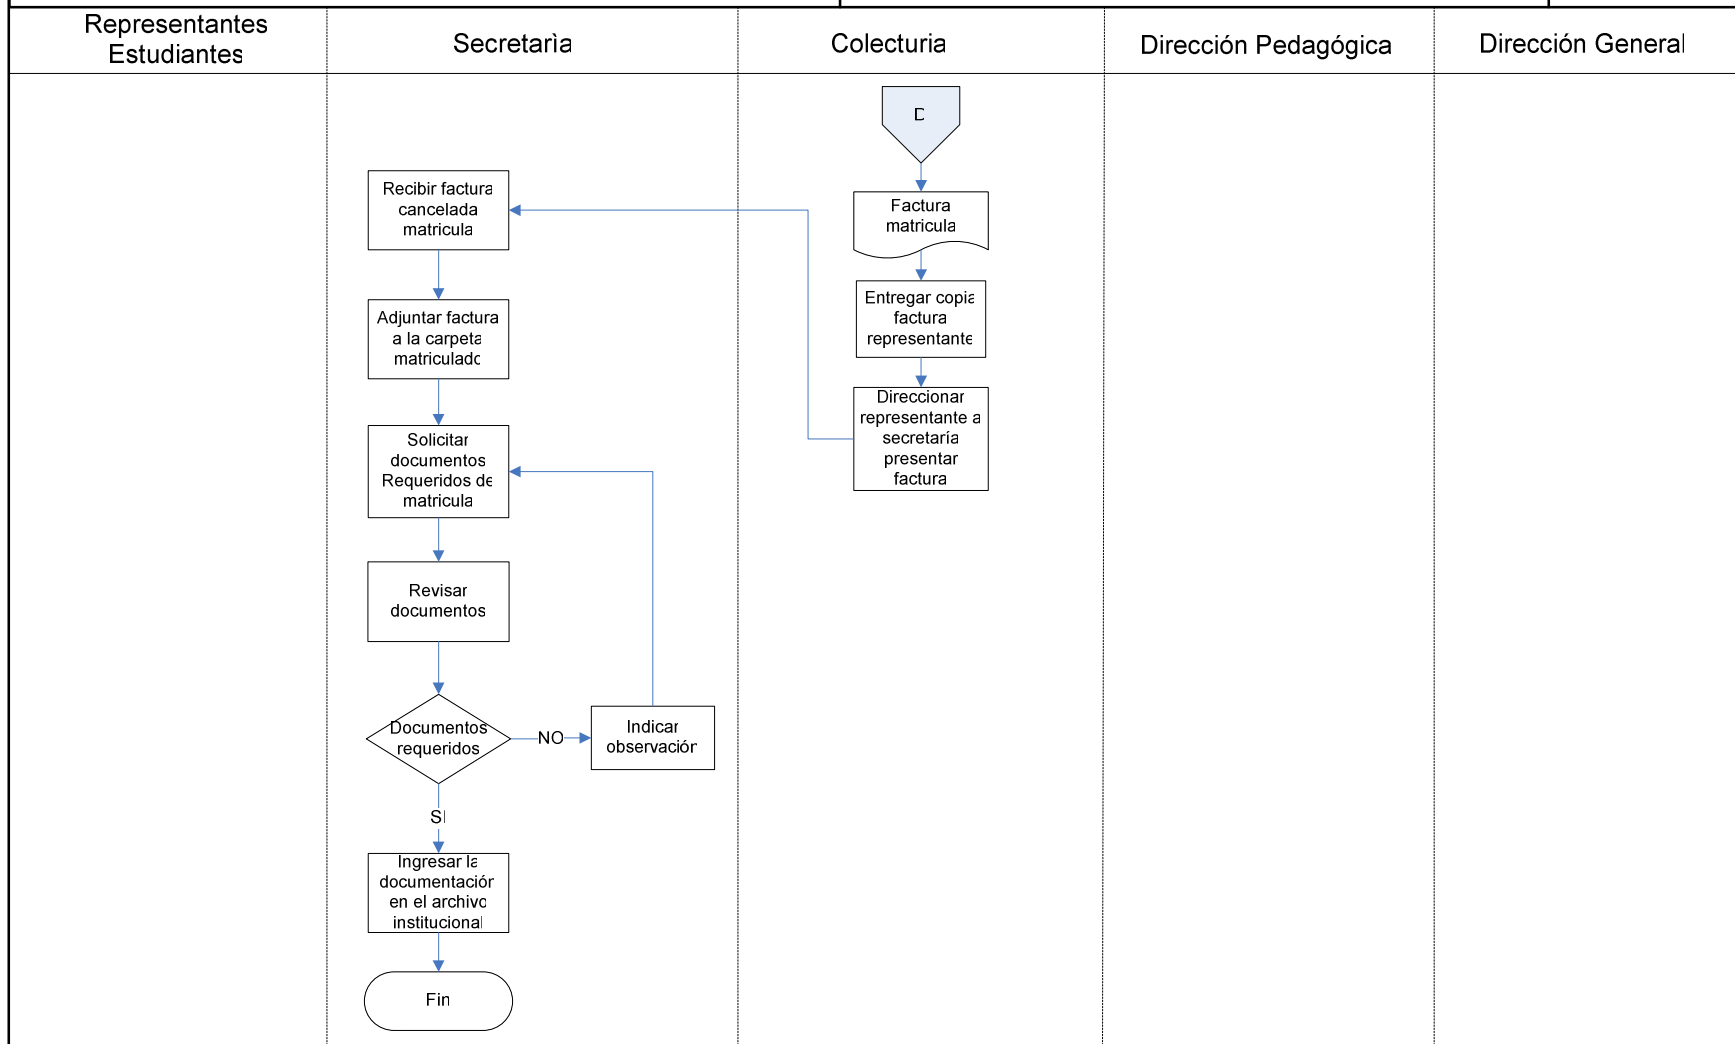 Representantes
Estudiantes
Secretarìa
Colecturia
Dirección Pedagógica
Dirección General
D
Factura
matricula
Entregar copia
factura
representante
Direccionar
representante a
secretaría
presentar
factura
Recibir factura
cancelada
matricula
Adjuntar factura
a la carpeta
matriculado
Solicitar
documentos
Requeridos de
matricula
Revisar
documentos
Documentos
requeridos
NO
Indicar
observación
SI
Ingresar la
documentación
en el archivo
institucional
Fin